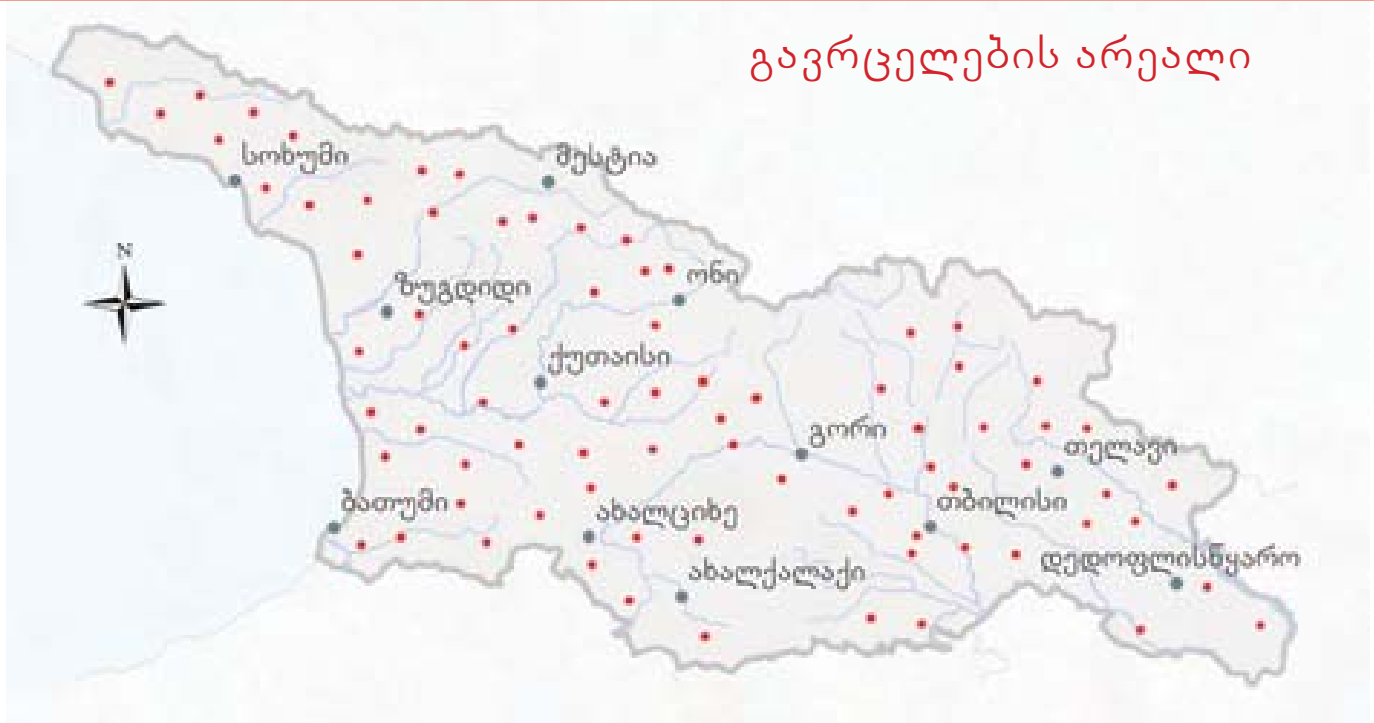 გავრცელების არეალი
სოხუმი
მესტია
N
ზუგდიდი
ონი
ქუთაისი
გორი
თელავი
ბათუმი
ახალციხე
თბილისი
ახალქალაქი
დედოფლისწყარო